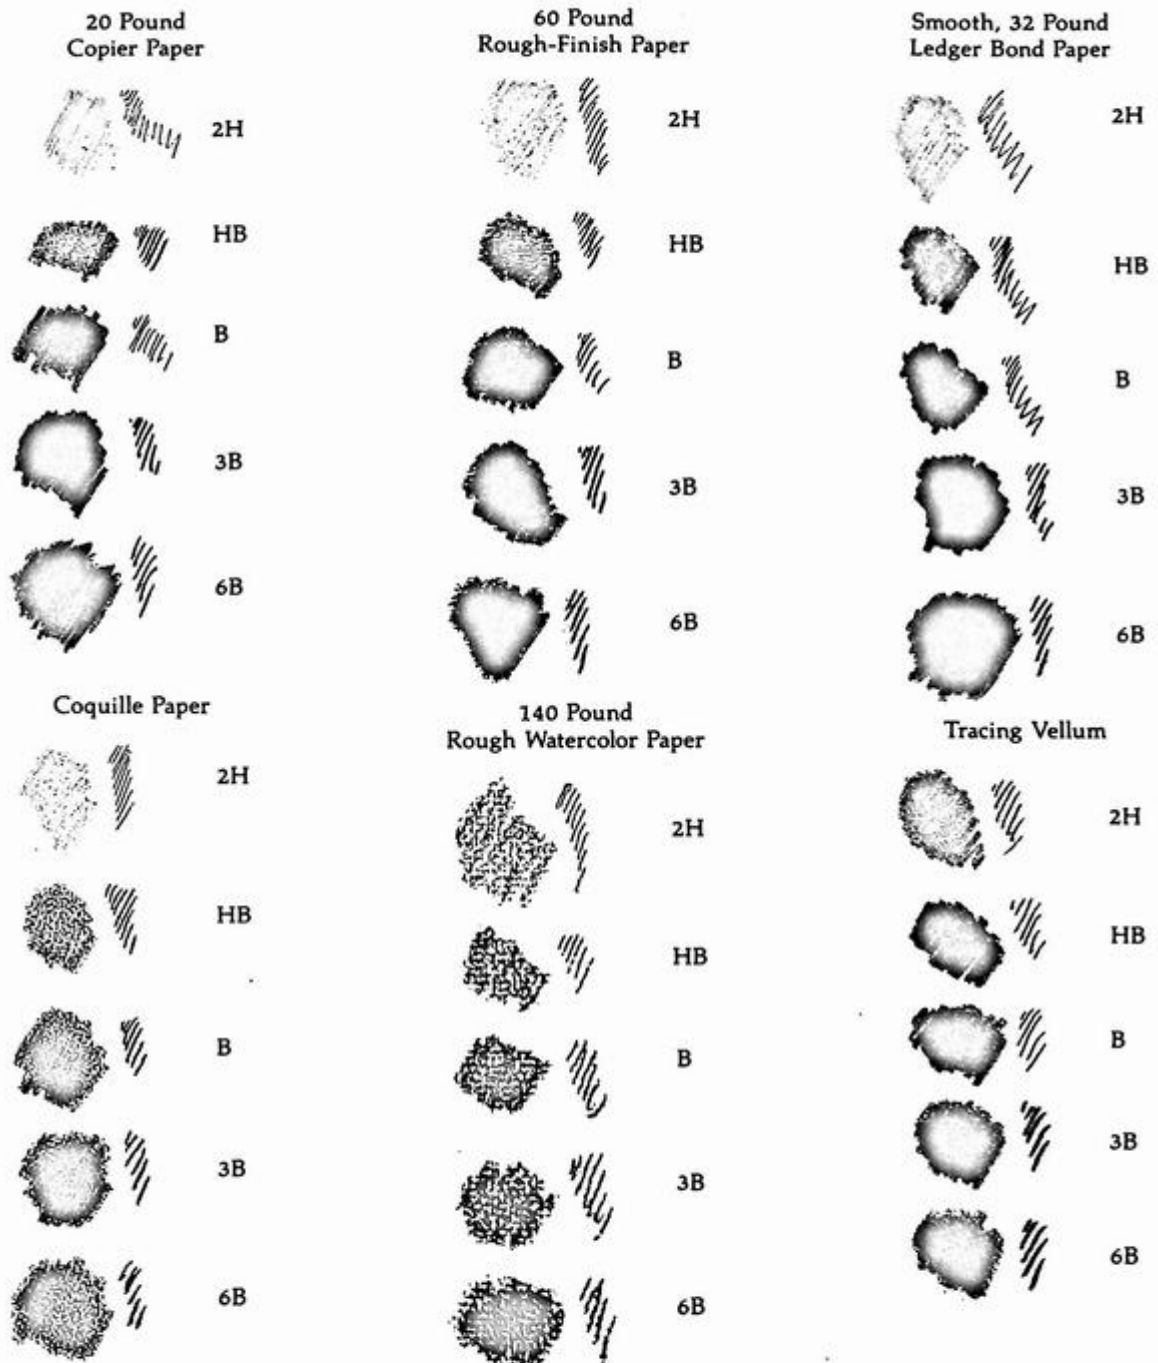 20 Pound
Copier Paper
2H
HB
B
3B
6B
60 Pound
Rough-Finish Paper
2H
HB
B
3B
6B
Smooth, 32 Pound
Ledger Bond Paper
2H
HB
B
3B
6B
Coquille Paper
2H
HB
B
3B
6B
140 Pound
Rough Watercolor Paper
2H
HB
B
3B
6B
Tracing Vellum
2H
HB
B
3B
6B